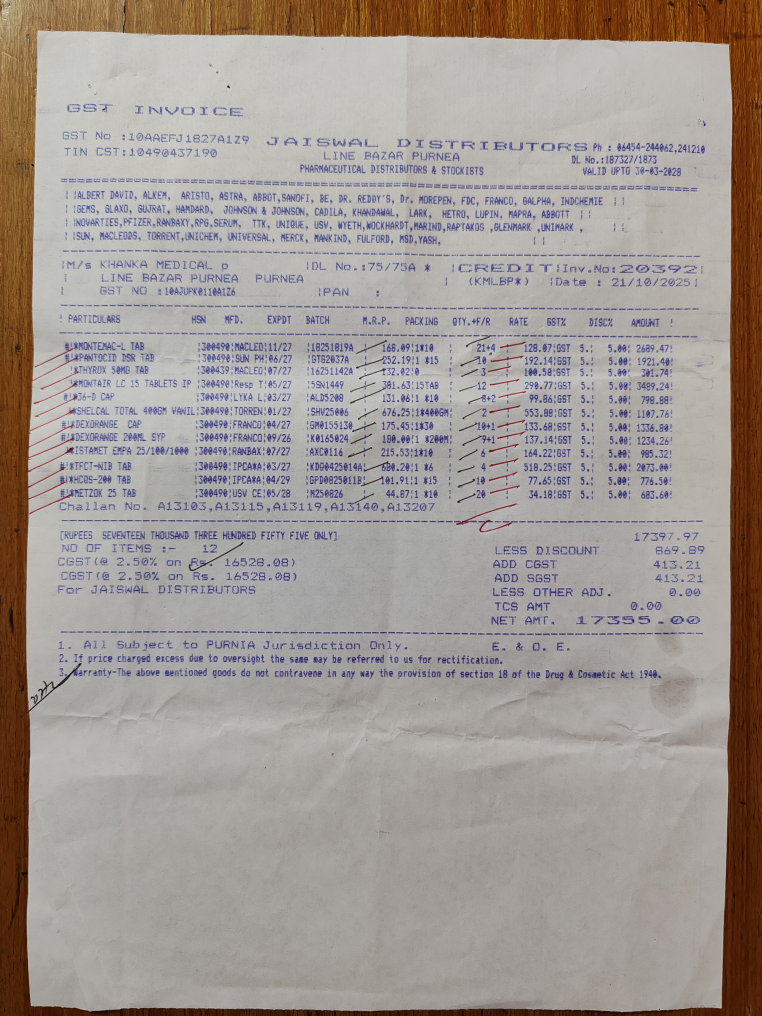 GST INVOICE
GST No :10AAEFJ1827A1Z9 JAISWAL DISTRIBUTORS Ph : 06454-244062,241210
TIN CST:10490437190 LINE BAZAR PURNEA DL No.:187327/1873
PHARMACEUTICAL DISTRIBUTORS & STOCKISTS VALID UPTO 30-03-2028
ALBERT DAVID, ALKEM, ARISTO, ASTRA, ABBOT,SANOFI, BE, DR. REDDY'S, Dr. MOREPEN, FDC, FRANCO, GALPHA, INDCHEMIE
GEMS, GLAXO, GUJRAT, HAMDARD, JOHNSON & JOHNSON, CADILA, KHANDAWAL, LARK, HETRO, LUPIN, MAPRA, ABBOTT
NOVARTIES,PFIZER,RANBAXY,RPG,SERUM, TTK, UNIQUE, USV, WYETH,WOCKHARDT,MARIND,RAPTAKOS ,GLENMARK ,UNIMARK ,
SUN, MACLEODS, TORRENT,UNICHEM, UNIVERSAL, MERCK, MANKIND, FULFORD, MSD,YASH,
M/s KHANKA MEDICAL p DL No.:75/75A * CREDIT Inv.No:20392
LINE BAZAR PURNEA PURNEA (KMLBP*) Date : 21/10/2025
GST NO :10AJUPK0110A1Z6 PAN :
PARTICULARS HSN MFD. EXPDT BATCH M.R.P. PACKING QTY.+F/R RATE GST% DISC% AMOUNT
#!*MONTEMAC-L TAB 300490 MACLEO 11/27 18251819A 168.09 1*10 21+4 128.07 GST 5. 5.00 2689.47
#!*PANTOCID DSR TAB 300490 SUN PH 06/27 GTG2037A 252.19 1 *15 10 192.14 GST 5. 5.00 1921.40
!*THYROX 50MG TAB 300439 MACLEO 07/27 16251142A 132.02 0 3 100.58 GST 5. 5.00 301.74
!*MONTAIR LC 15 TABLETS IP 300490 Resp T 05/27 5SN1449 381.63 15TAB 12 290.77 GST 5. 5.00 3489.24
#!*36-D CAP 300490 LYKA L 03/27 ALD5208 131.06 1 *10 8+2 99.86 GST 5. 5.00 798.88
*SHELCAL TOTAL 400GM VANIL 300490 TORREN 01/27 SHV25006 676.25 1*400GM 2 553.88 GST 5. 5.00 1107.76
#!*DEXORANGE CAP 300490 FRANCO 04/27 GM0155130 175.45 1*30 10+1 133.68 GST 5. 5.00 1336.80
#!*DEXORANGE 200ML SYP 300490 FRANCO 09/26 K0165024 180.00 1 *200M 9+1 137.14 GST 5. 5.00 1234.26
*ISTAMET EMPA 25/100/1000 300490 RANBAX 07/27 AXC0116 215.53 1*10 6 164.22 GST 5. 5.00 985.32
#!*TFCT-NIB TAB 300490 IPCA*A 03/27 KDG0425014A 680.20 1 *6 4 518.25 GST 5. 5.00 2073.00
#!*HCQS-200 TAB 300490 IPCA*A 04/29 GPD0825011B 101.91 1 *15 10 77.65 GST 5. 5.00 776.50
#!*METZOK 25 TAB 300490 USV CE 05/28 M250826 44.87 1 *10 20 34.18 GST 5. 5.00 683.60
Challan No. A13103,A13115,A13119,A13140,A13207
[RUPEES SEVENTEEN THOUSAND THREE HUNDRED FIFTY FIVE ONLY] 17397.97
NO OF ITEMS :- 12 LESS DISCOUNT 869.89
CGST(@ 2.50% on Rs. 16528.08) ADD CGST 413.21
CGST(@ 2.50% on Rs. 16528.08) ADD SGST 413.21
For JAISWAL DISTRIBUTORS LESS OTHER ADJ. 0.00
TCS AMT 0.00
NET AMT. 17355.00
1. All Subject to PURNIA Jurisdiction Only. E. & O. E.
2. If price charged excess due to oversight the same may be referred to us for rectification.
3. Warranty-The above mentioned goods do not contravene in any way the provision of section 18 of the Drug & Cosmetic Act 1940.